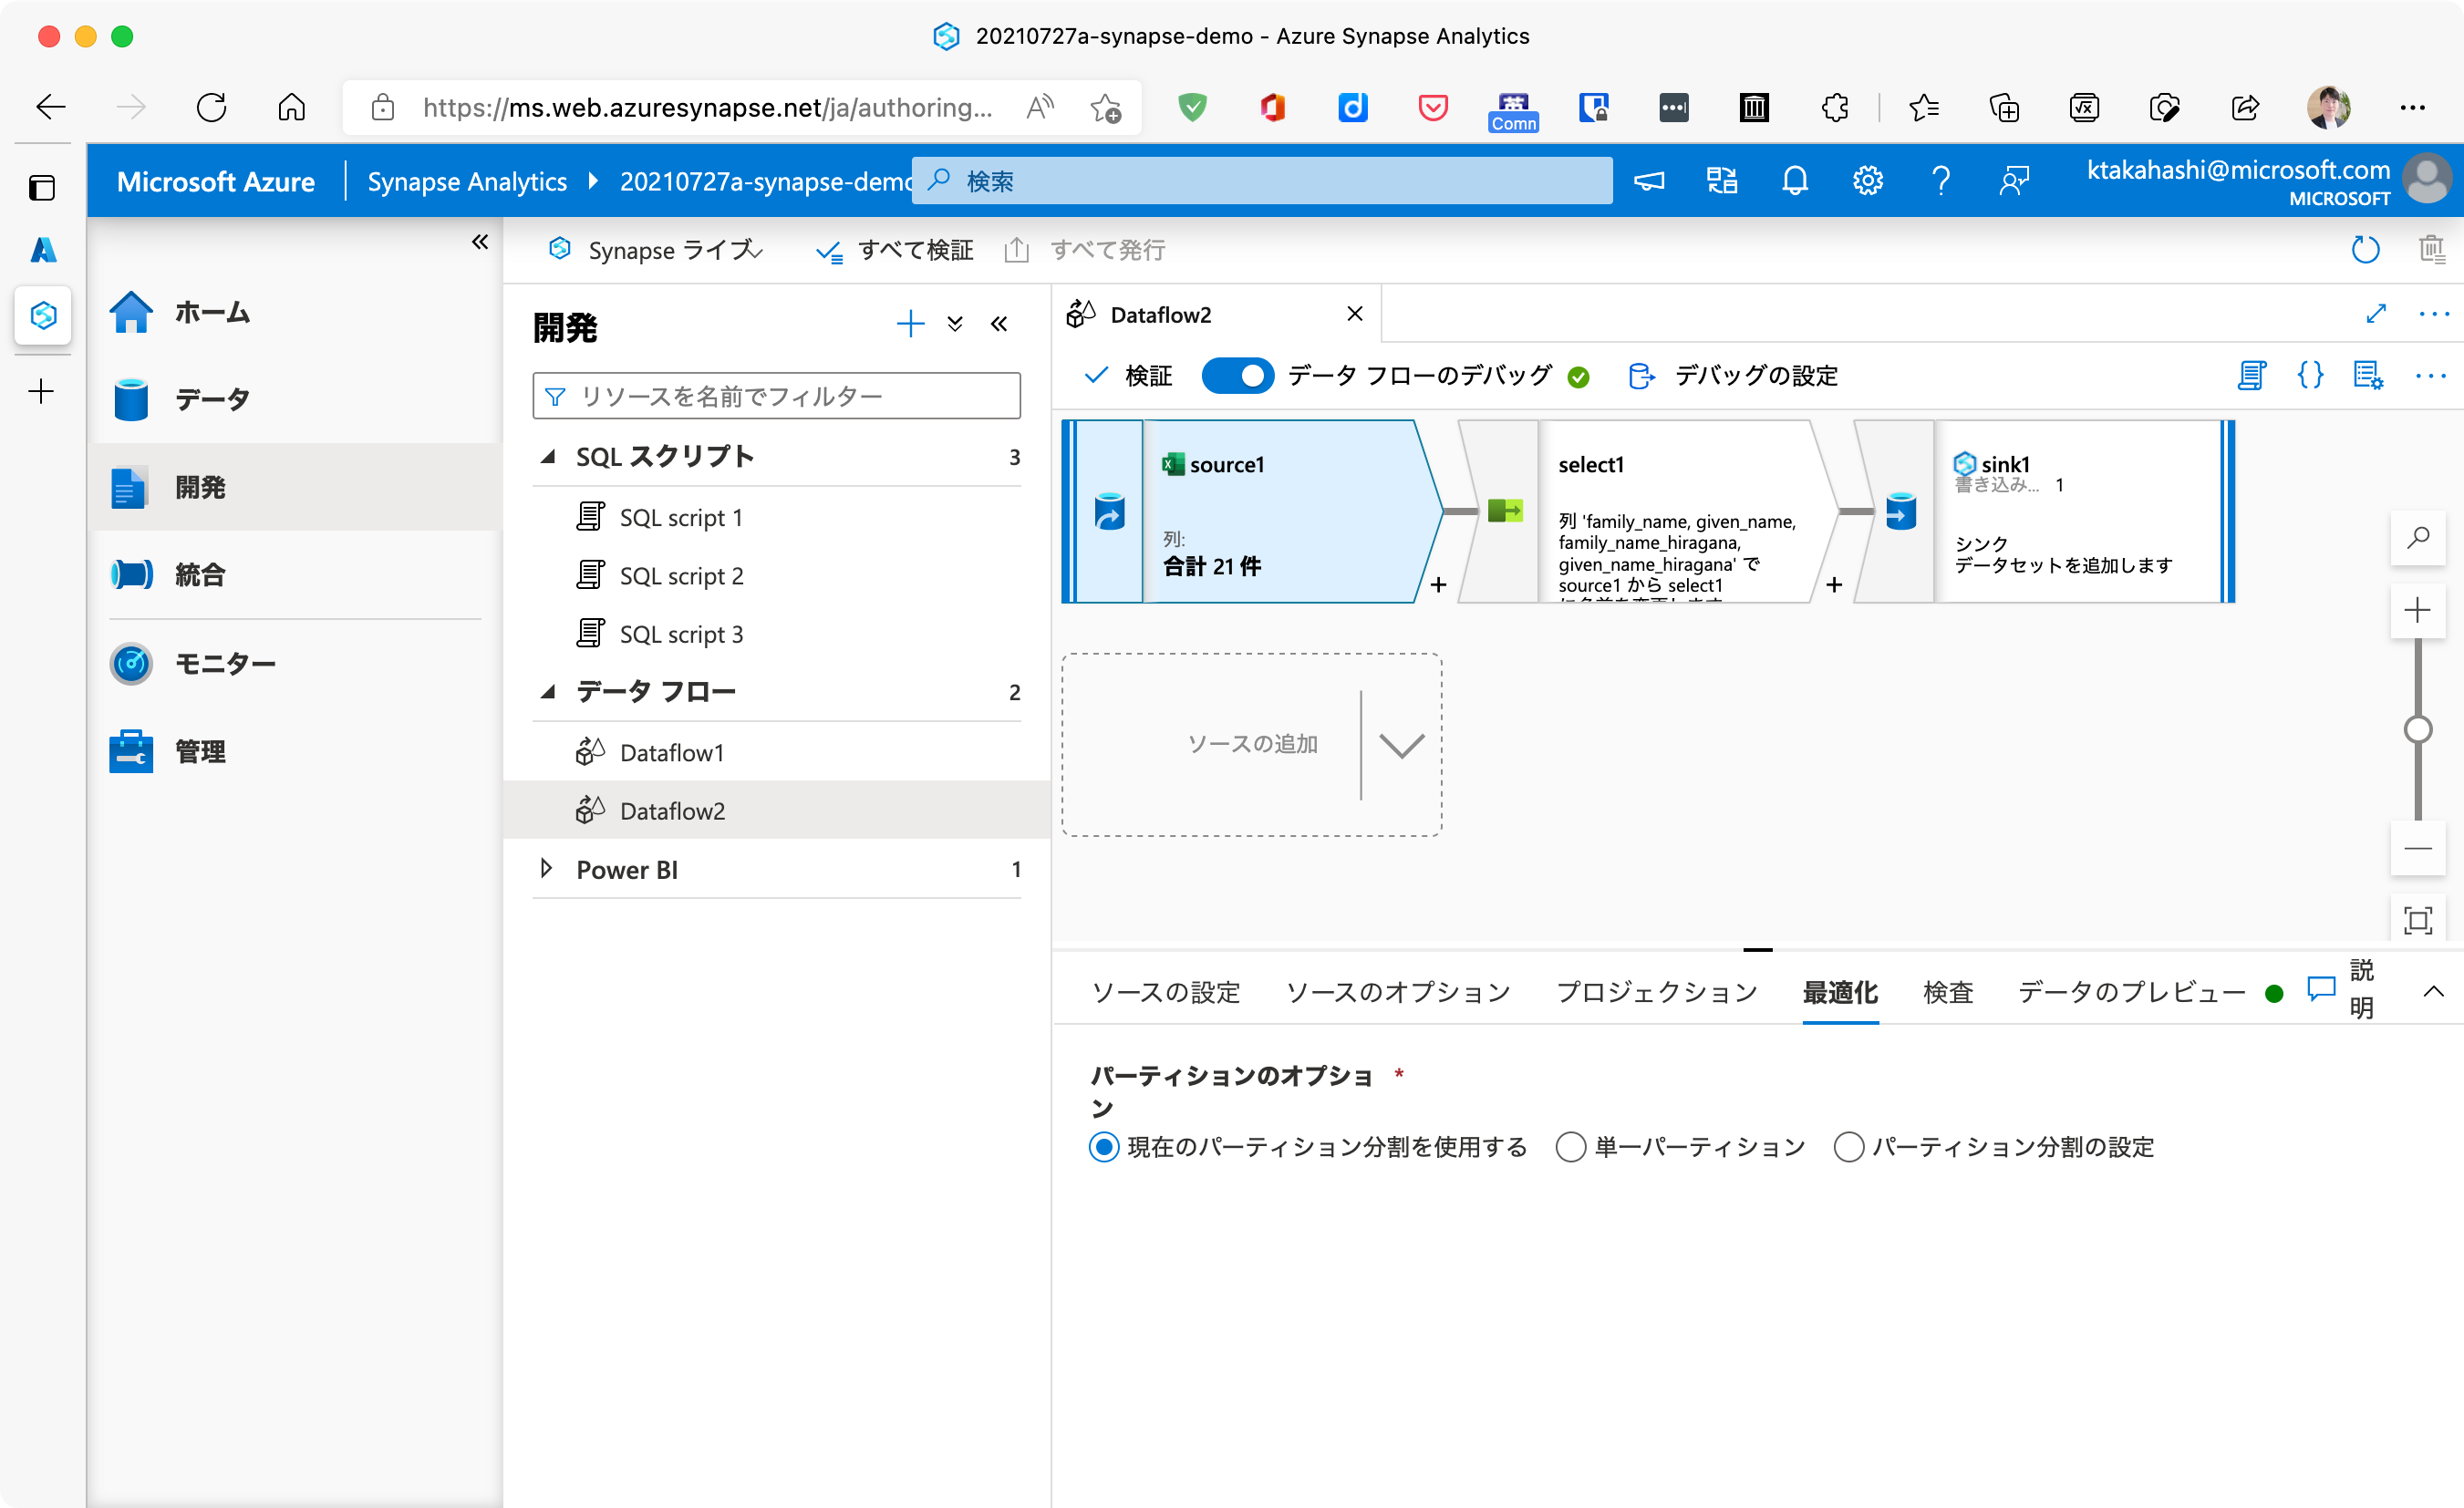 20210727a-synapse-demo - Azure Synapse Analytics
https://ms.web.azuresynapse.net/ja/authoring...
英
Comn
Microsoft Azure
Synapse Analytics
20210727a-synapse-demo
検索
ktakahashi@microsoft.com
MICROSOFT
ホーム
データ
開発
統合
モニター
管理
Synapse ライブ
すべて検証
すべて発行
開発
リソースを名前でフィルター
SQL スクリプト 3
SQL script 1
SQL script 2
SQL script 3
データ フロー 2
Dataflow1
Dataflow2
Power BI 1
Dataflow2
検証
データ フローのデバッグ
デバッグの設定
source1
列:
合計 21 件
select1
列 'family_name, given_name,
family_name_hiragana,
given_name_hiragana' で
source1 から select1
に名前を変更します
sink1
書き込み... 1
シンク
データセットを追加します
ソースの追加
ソースの設定
ソースのオプション
プロジェクション
最適化
検査
データのプレビュー
説
明
パーティションのオプショ *
ン
現在のパーティション分割を使用する
単一パーティション
パーティション分割の設定